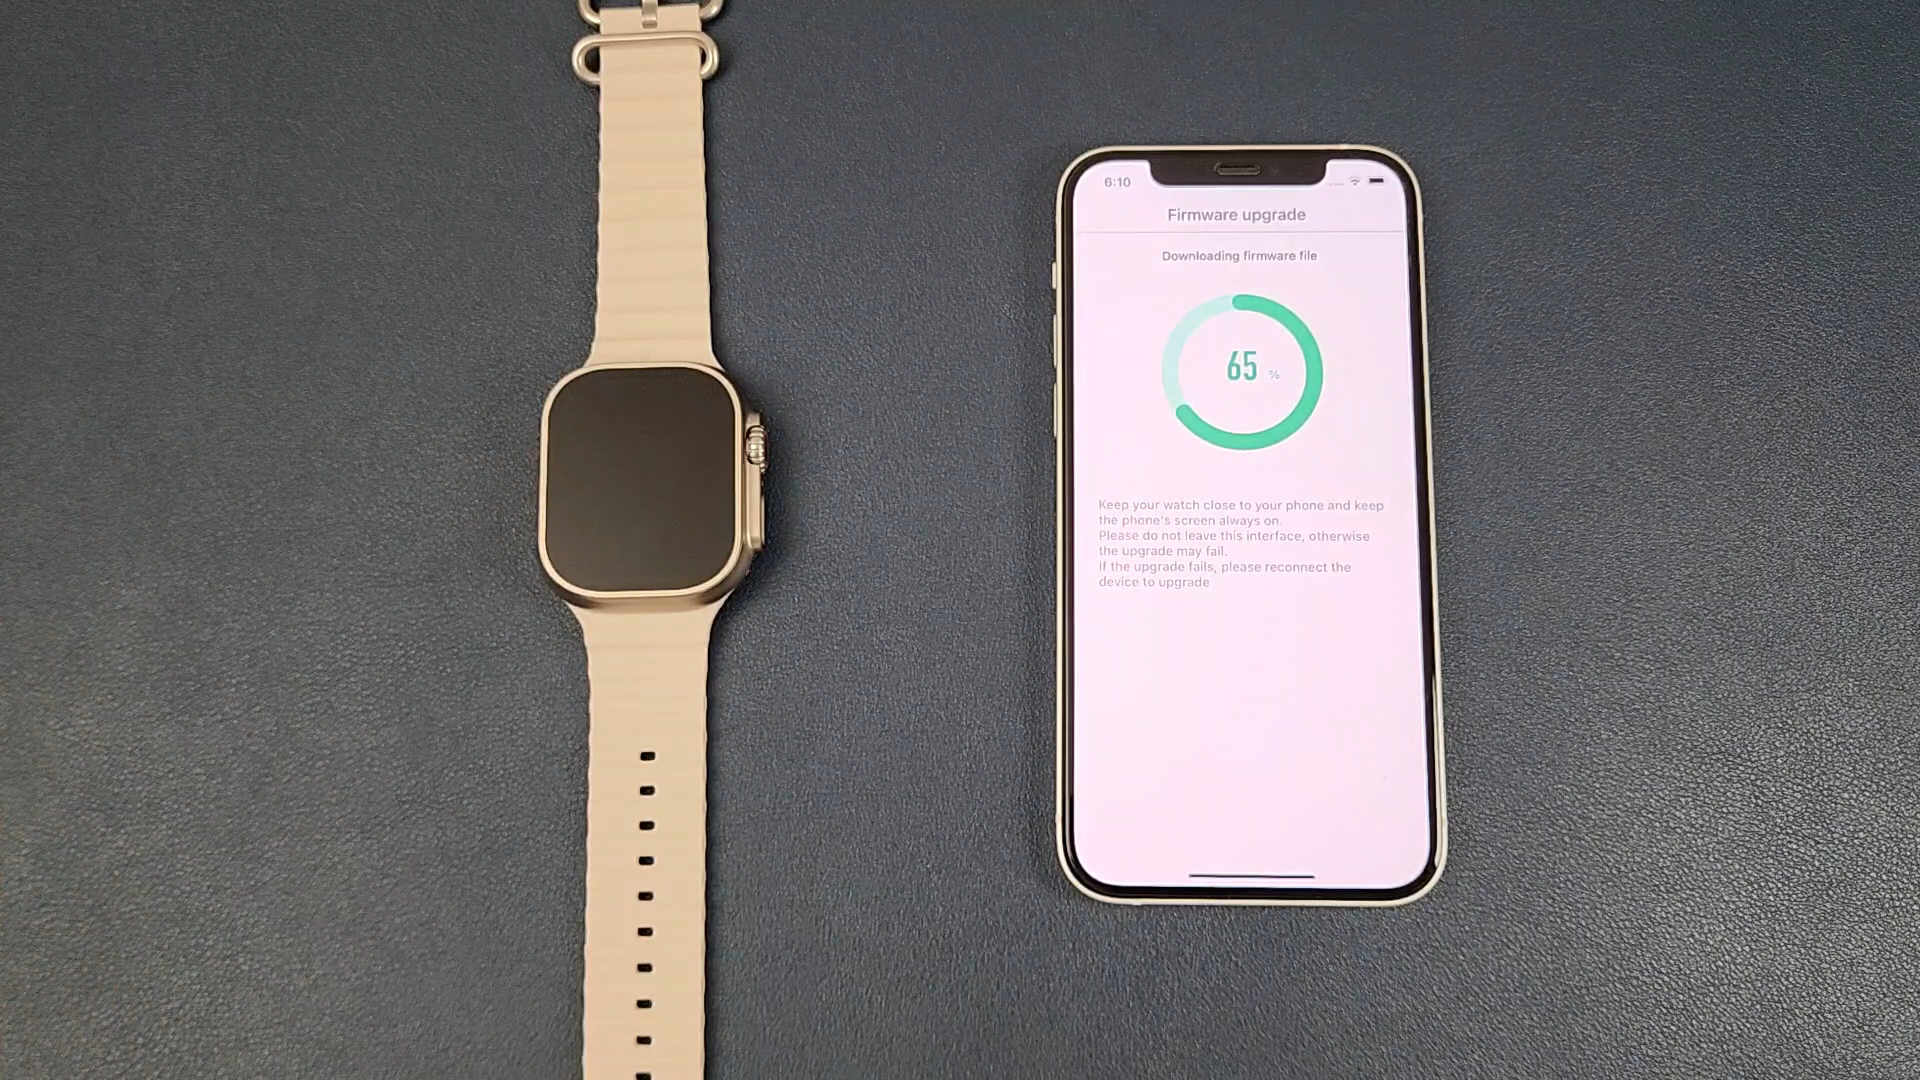 6:10
Firmware upgrade
Downloading firmware file
65 %
Keep your watch close to your phone and keep
the phone's screen always on.
Please do not leave this interface, otherwise
the upgrade may fail.
If the upgrade fails, please reconnect the
device to upgrade